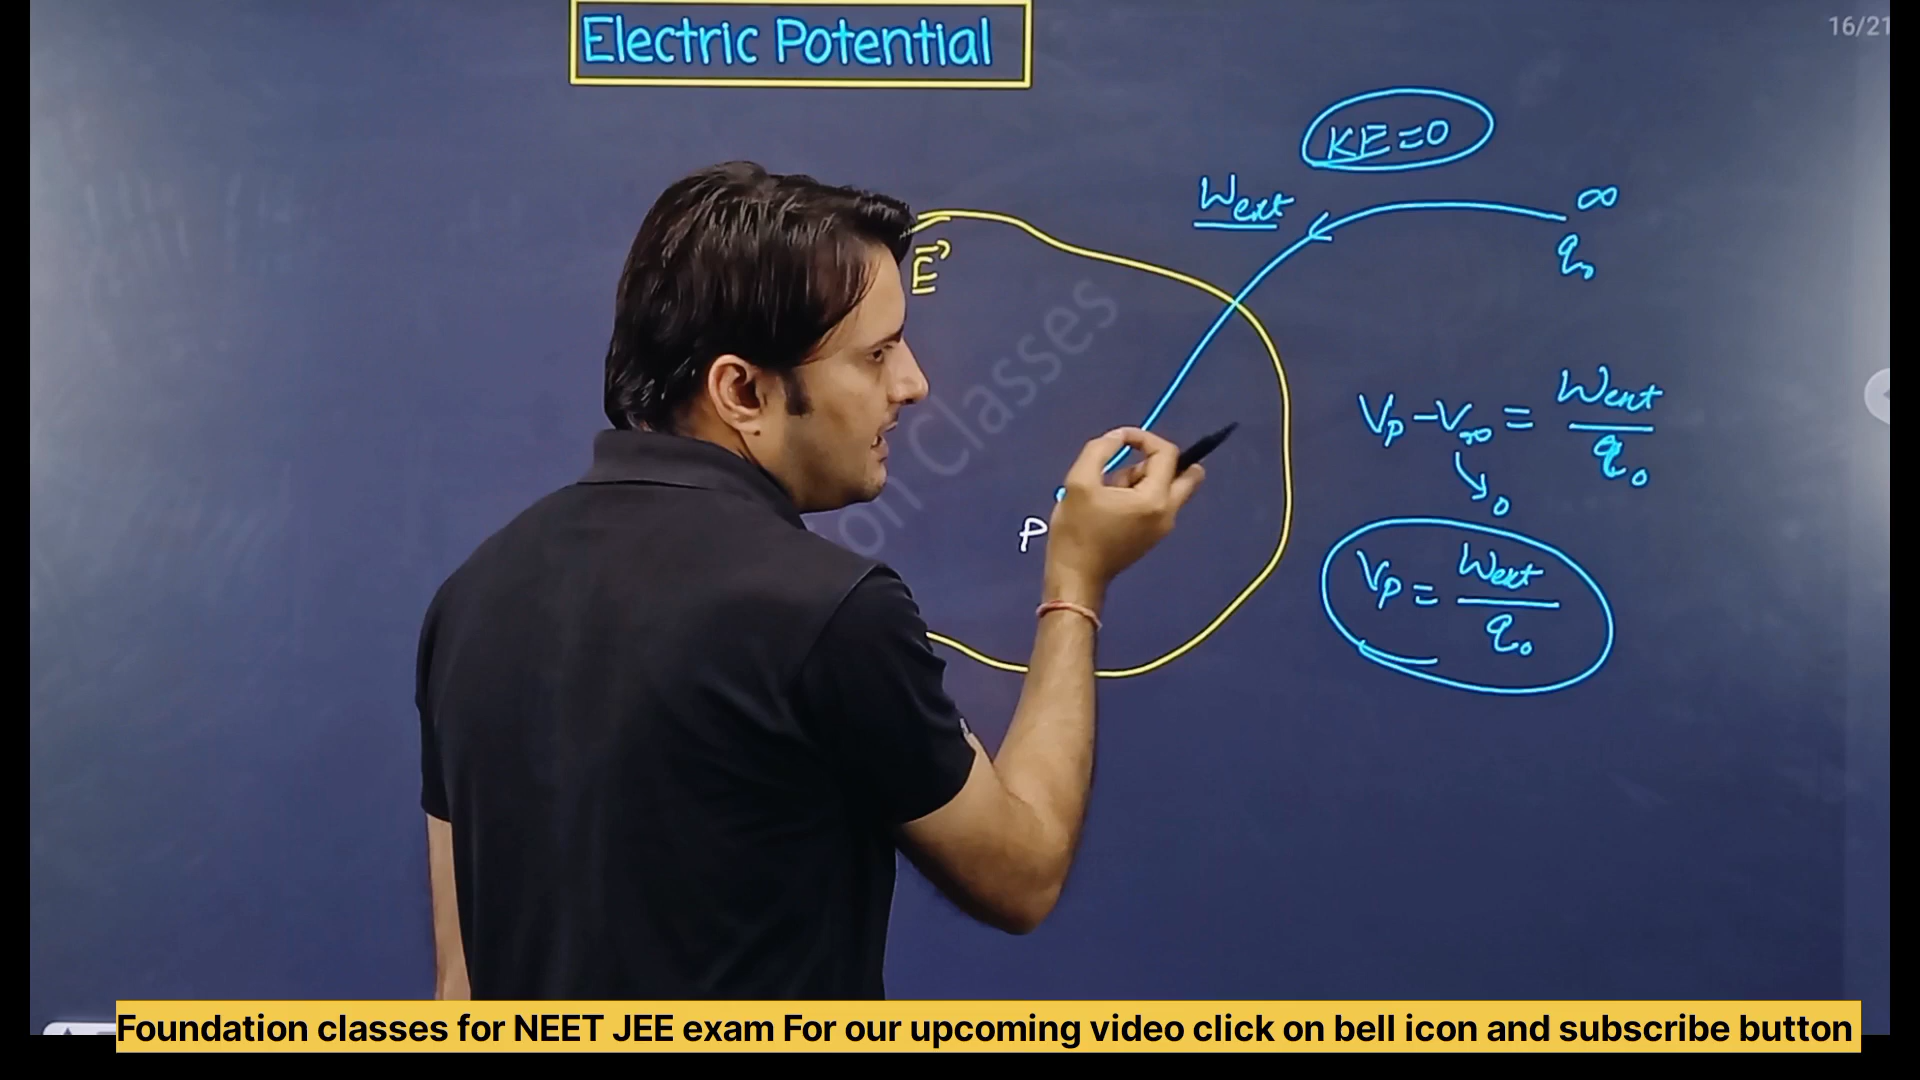 Electric Potential
16/21
KE=0
Wext
∞
q₀
E⃗
Classes
Vp-V∞ = Wext/q₀
0
P
Vp = Wext/q₀
Foundation classes for NEET JEE exam For our upcoming video click on bell icon and subscribe button